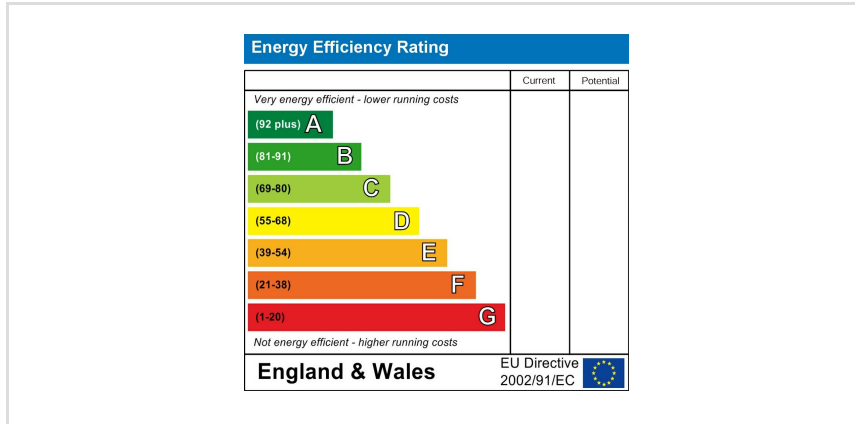 Energy Efficiency Rating
Current Potential
Very energy efficient - lower running costs
(92 plus) A
(81-91) B
(69-80) C
(55-68) D
(39-54) E
(21-38) F
(1-20) G
Not energy efficient - higher running costs
England & Wales
EU Directive
2002/91/EC